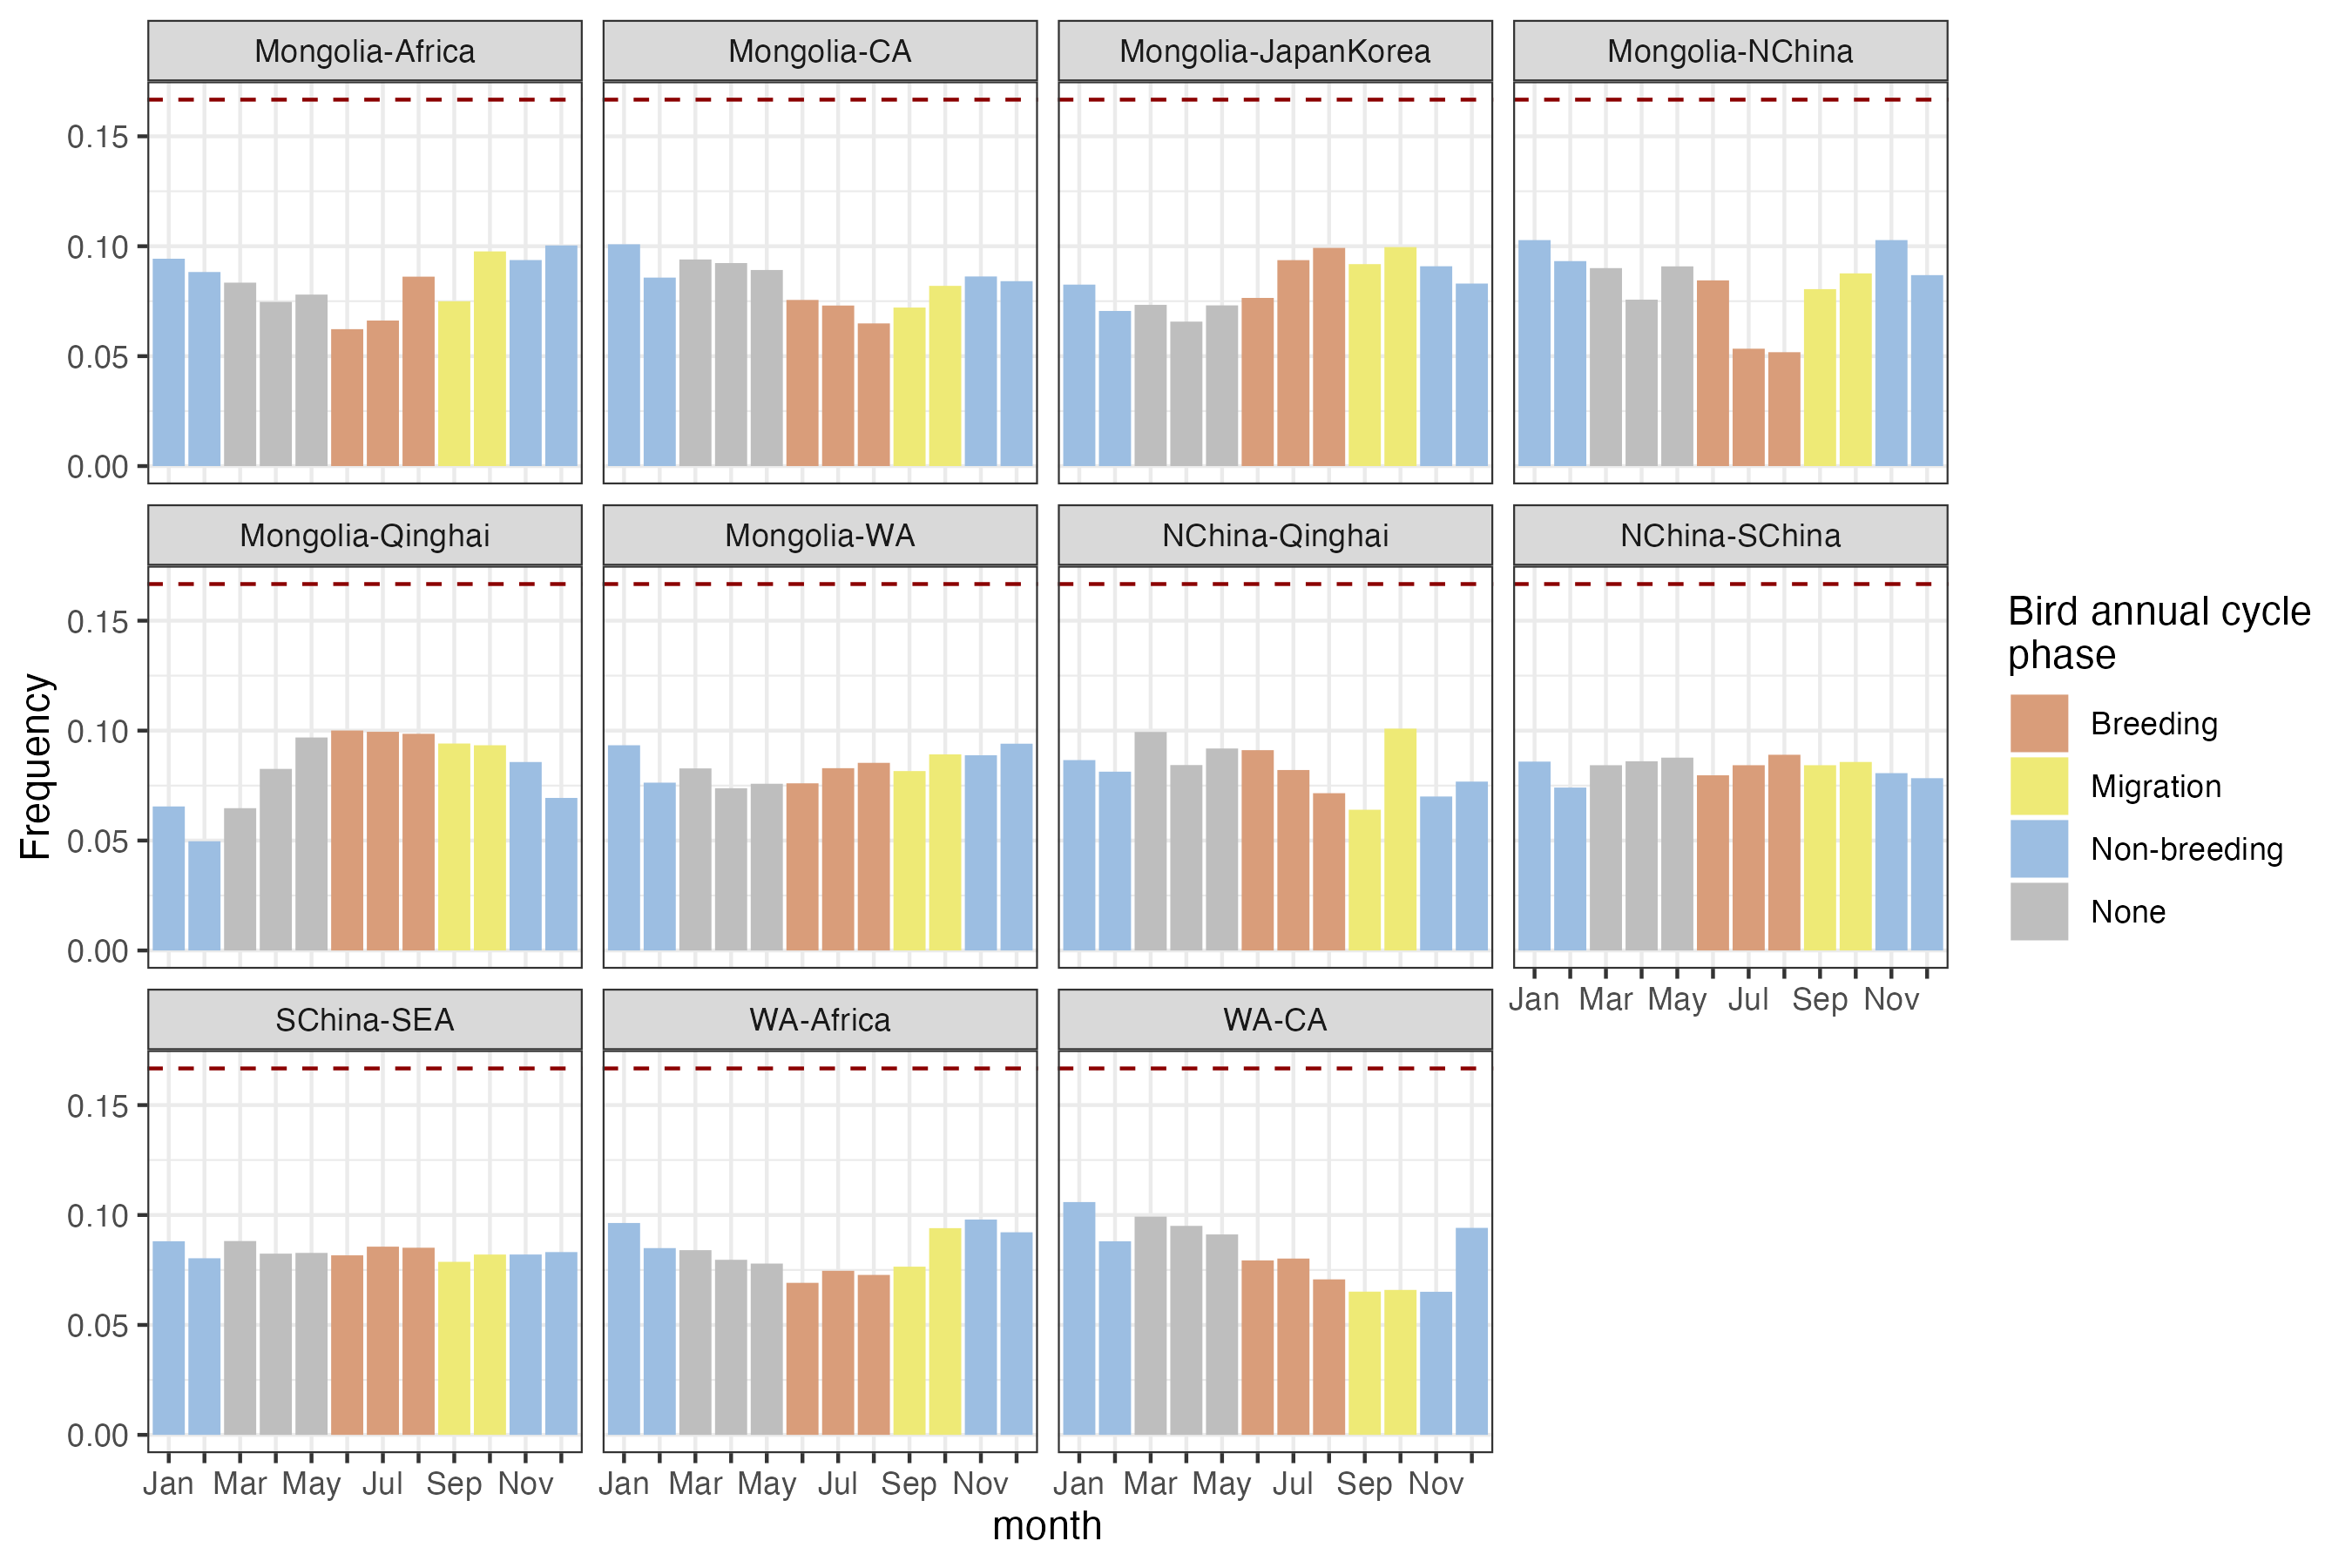 Mongolia-Africa
Mongolia-CA
Mongolia-JapanKorea
Mongolia-NChina
0.15
0.10
0.05
0.00
Mongolia-Qinghai
Mongolia-WA
NChina-Qinghai
NChina-SChina
0.15
0.10
0.05
0.00
Jan Mar May Jul Sep Nov
SChina-SEA
WA-Africa
WA-CA
0.15
0.10
0.05
0.00
Jan Mar May Jul Sep Nov
Jan Mar May Jul Sep Nov
Jan Mar May Jul Sep Nov
month
Frequency
Bird annual cycle
phase
Breeding
Migration
Non-breeding
None